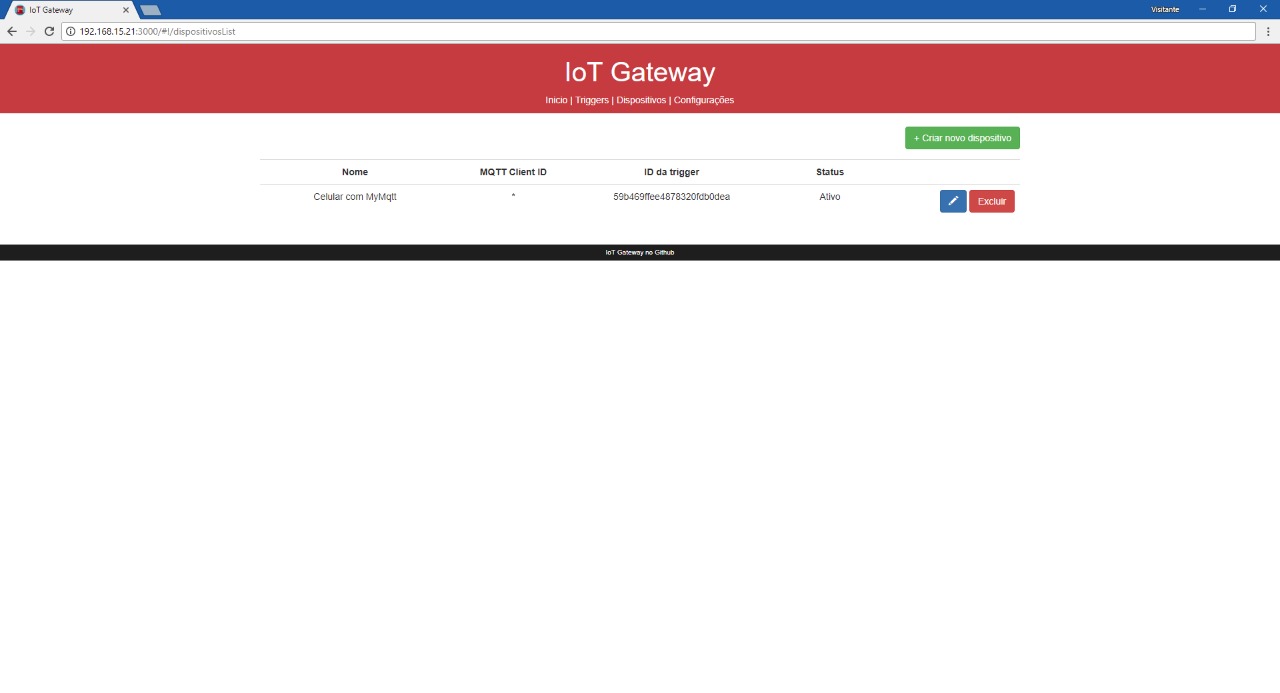 IoT Gateway
Visitante
192.168.15.21:3000/#!/dispositivosList
IoT Gateway
Inicio | Triggers | Dispositivos | Configurações
+ Criar novo dispositivo
Nome MQTT Client ID ID da trigger Status
Celular com MyMqtt * 59b469ffee4878320fdb0dea Ativo Excluir
IoT Gateway no Github